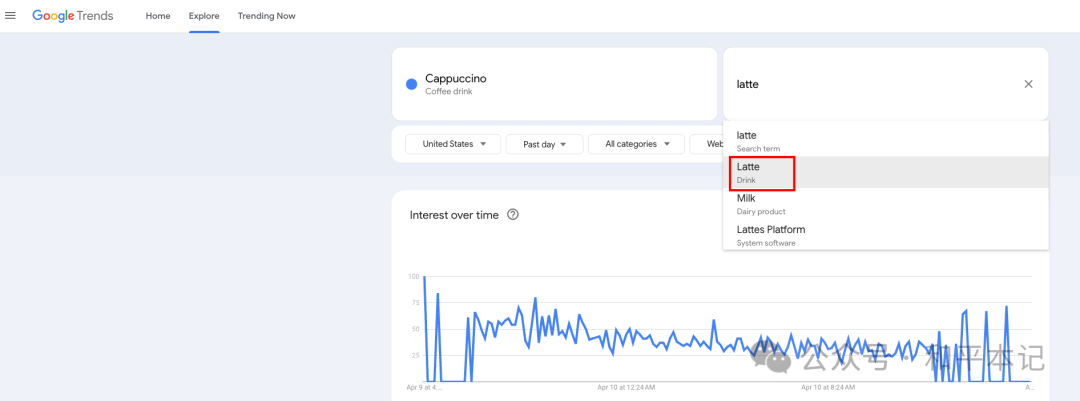 Google Trends
Home
Explore
Trending Now
Cappuccino
Coffee drink
latte
latte
Search term
Latte
Drink
Milk
Dairy product
Lattes Platform
System software
United States
Past day
All categories
Web
Interest over time
100
75
50
25
Apr 9 at 4:...
Apr 10 at 12:24 AM
Apr 10 at 8:24 AM
A...
公众号 · 和平本记